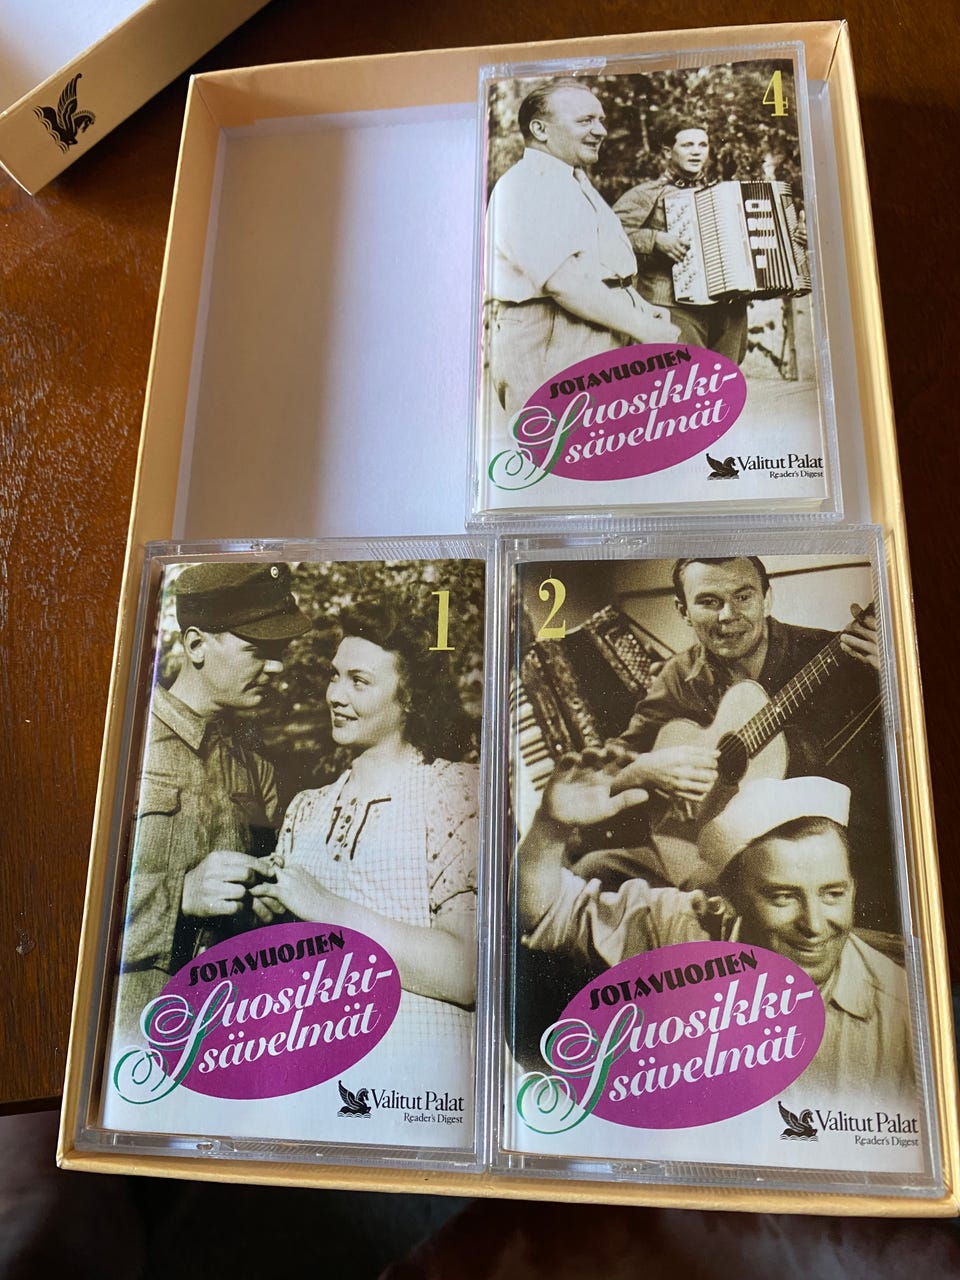 4
SOTAVUOSIEN
Suosikki-
sävelmät
Valitut Palat
Reader's Digest
1
SOTAVUOSIEN
Suosikki-
sävelmät
Valitut Palat
Reader's Digest
2
SOTAVUOSIEN
Suosikki-
sävelmät
Valitut Palat
Reader's Digest